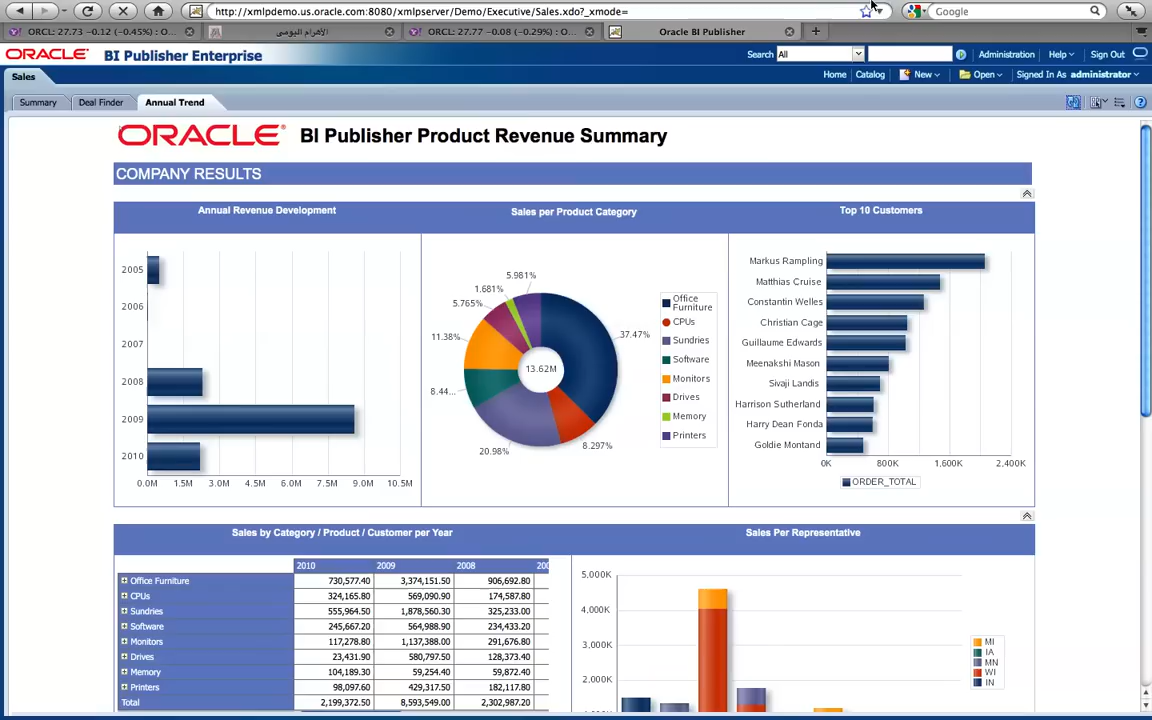 http://xmlpdemo.us.oracle.com:8080/xmlpserver/Demo/Executive/Sales.xdo?_xmode=
Google
ORCL: 27.73 -0.12 (-0.45%) : O...
الأهرام اليومي
ORCL: 27.77 -0.08 (-0.29%) : O...
Oracle BI Publisher
ORACLE BI Publisher Enterprise
Search All
Administration Help Sign Out
Sales
Home Catalog New Open Signed In As administrator
Summary Deal Finder Annual Trend
ORACLE BI Publisher Product Revenue Summary
COMPANY RESULTS
Annual Revenue Development
2005
2006
2007
2008
2009
2010
0.0M 1.5M 3.0M 4.5M 6.0M 7.5M 9.0M 10.5M
Sales per Product Category
5.981%
1.681%
5.765%
11.38%
8.44...
20.98%
8.297%
37.47%
13.62M
Office Furniture
CPUs
Sundries
Software
Monitors
Drives
Memory
Printers
Top 10 Customers
Markus Rampling
Matthias Cruise
Constantin Welles
Christian Cage
Guillaume Edwards
Meenakshi Mason
Sivaji Landis
Harrison Sutherland
Harry Dean Fonda
Goldie Montand
0K 800K 1,600K 2,400K
ORDER_TOTAL
Sales by Category / Product / Customer per Year
2010 2009 2008 200
Office Furniture 730,577.40 3,374,151.50 906,692.80
CPUs 324,165.80 569,090.90 174,587.80
Sundries 555,964.50 1,878,560.30 325,233.00
Software 245,667.20 564,988.90 234,433.20
Monitors 117,278.80 1,137,388.00 291,676.80
Drives 23,431.90 580,797.50 128,373.40
Memory 104,189.30 59,254.40 59,872.40
Printers 98,097.60 429,317.50 182,117.80
Total 2,199,372.50 8,593,549.00 2,302,987.20
Sales Per Representative
5,000K
4,000K
3,000K
2,000K
MI
IA
MN
WI
IN